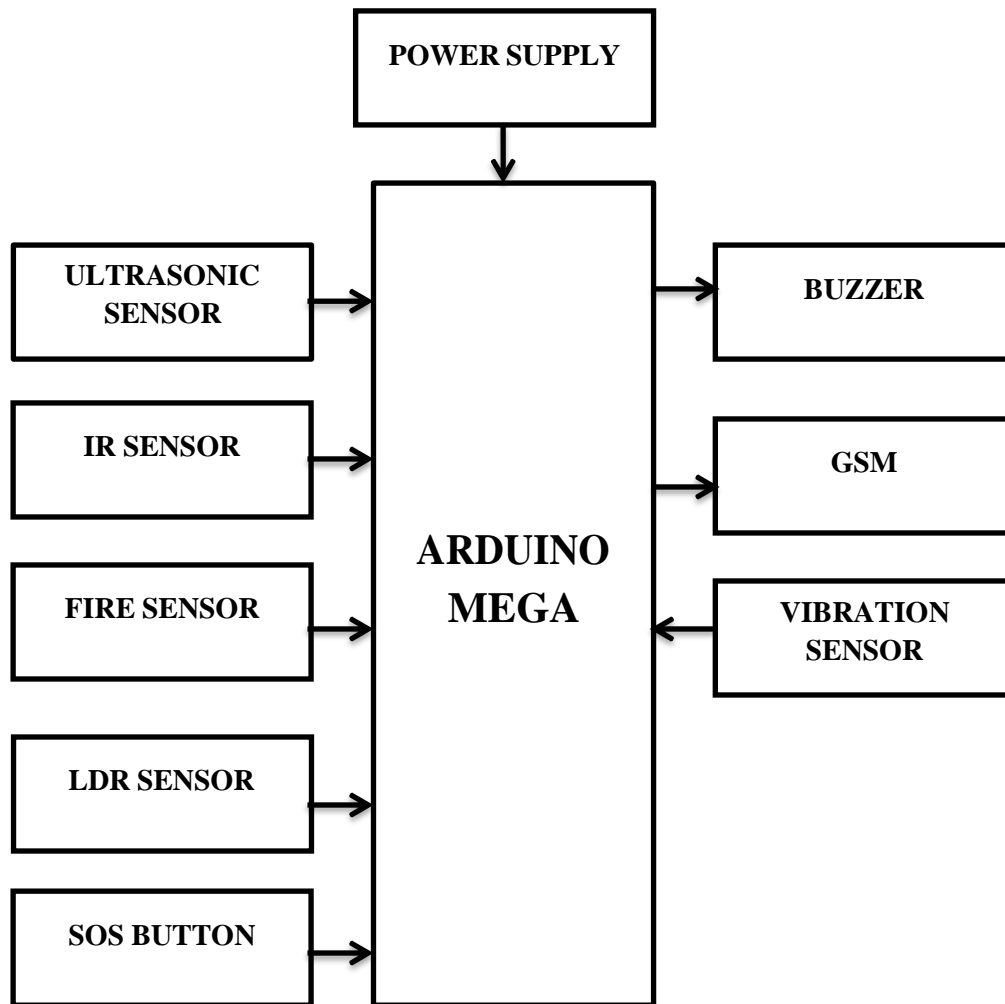 POWER SUPPLY
ULTRASONIC
SENSOR
BUZZER
IR SENSOR
GSM
ARDUINO
MEGA
FIRE SENSOR
VIBRATION
SENSOR
LDR SENSOR
SOS BUTTON